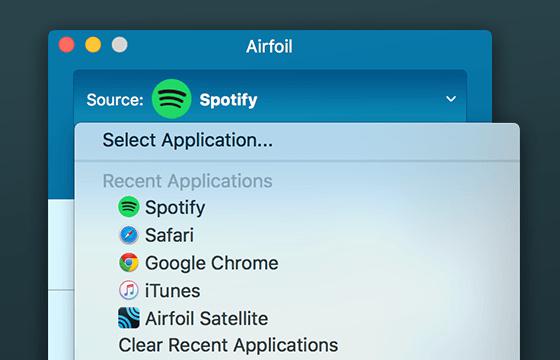 Airfoil
Source: Spotify
Select Application...
Recent Applications
Spotify
Safari
Google Chrome
iTunes
Airfoil Satellite
Clear Recent Applications